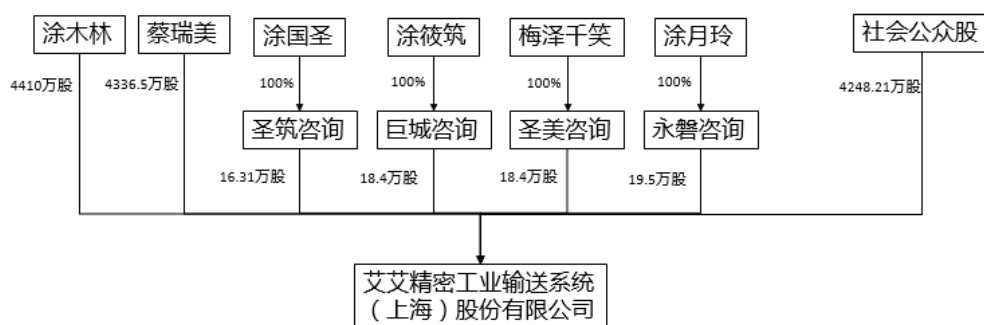 涂木林
蔡瑞美
涂国圣
涂筱筑
梅泽千笑
涂月玲
社会公众股
4410万股
4336.5万股
100%
100%
100%
100%
4248.21万股
圣筑咨询
巨城咨询
圣美咨询
永磐咨询
16.31万股
18.4万股
18.4万股
19.5万股
艾艾精密工业输送系统
（上海）股份有限公司